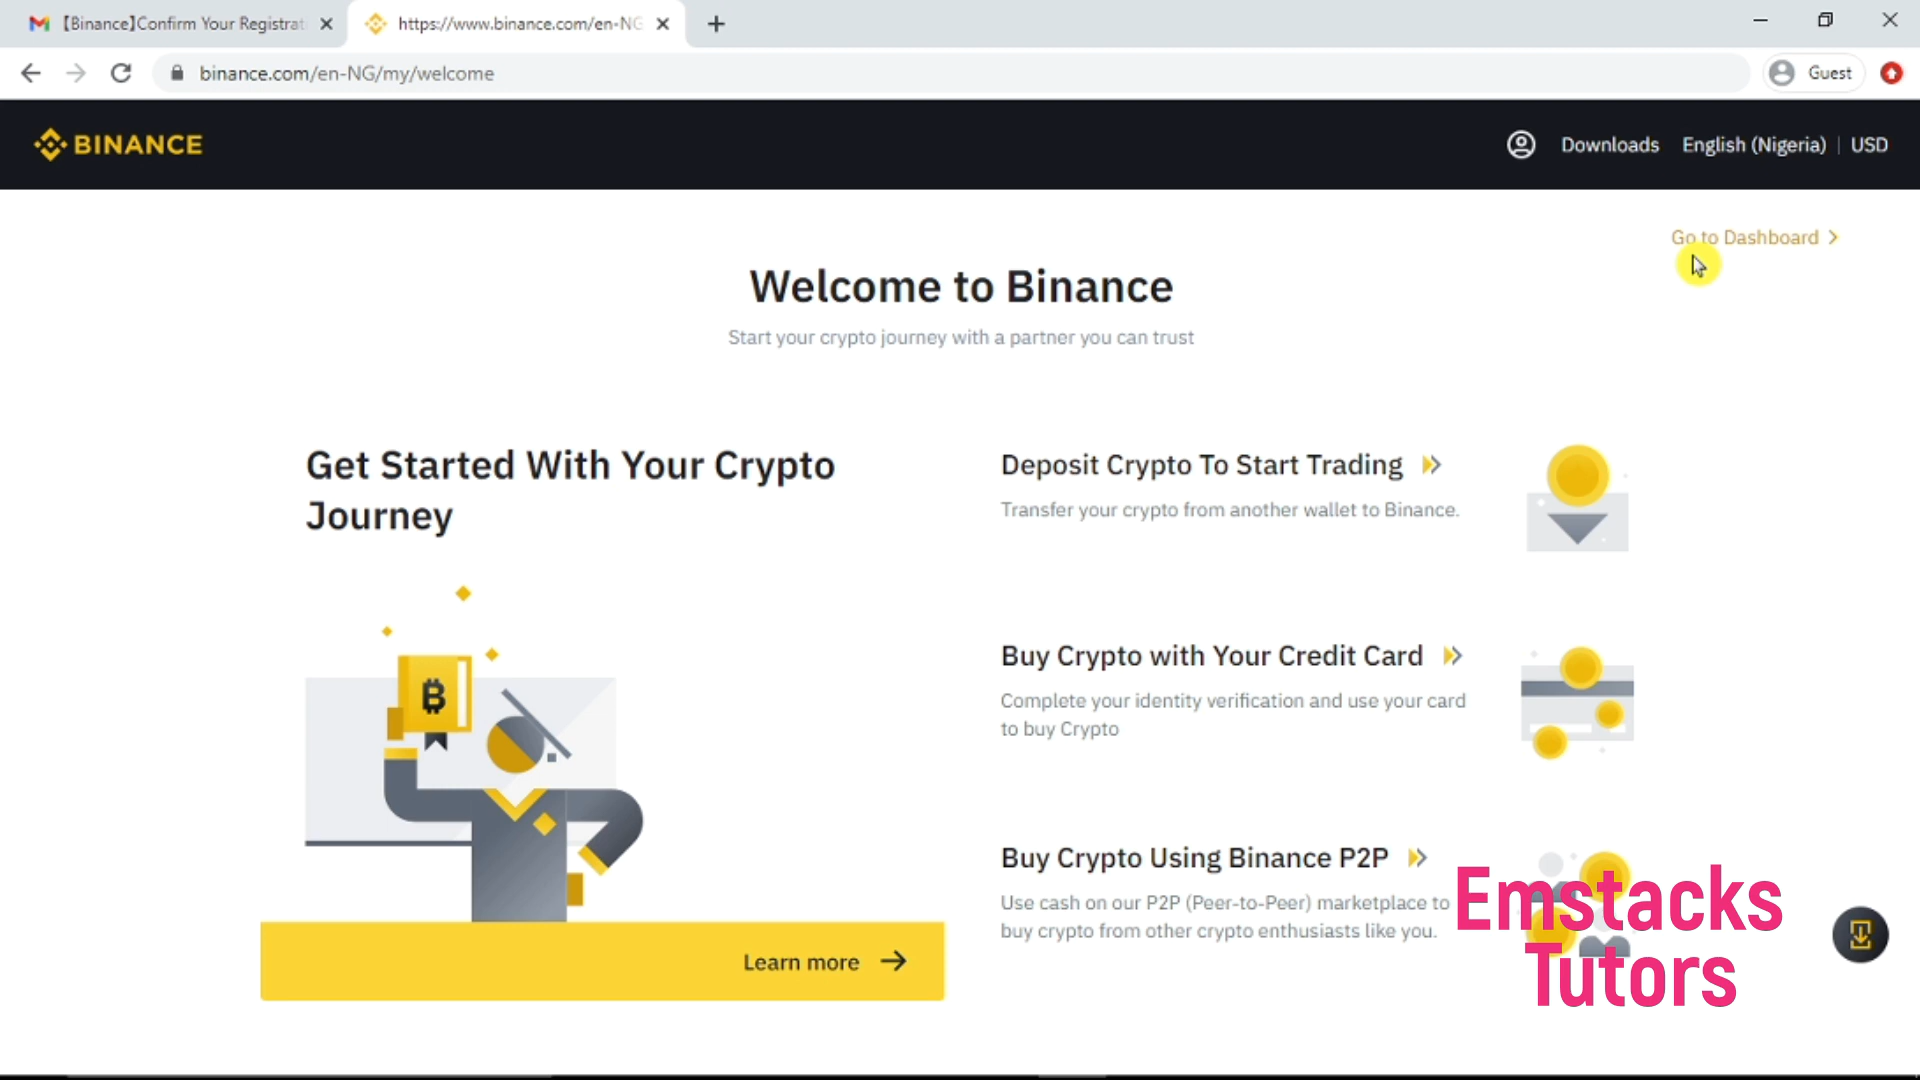 【Binance】Confirm Your Registrat
https://www.binance.com/en-NG
binance.com/en-NG/my/welcome
Guest
BINANCE
Downloads
English (Nigeria) | USD
Go to Dashboard
Welcome to Binance
Start your crypto journey with a partner you can trust
Get Started With Your Crypto
Journey
Learn more
Deposit Crypto To Start Trading
Transfer your crypto from another wallet to Binance.
Buy Crypto with Your Credit Card
Complete your identity verification and use your card
to buy Crypto
Buy Crypto Using Binance P2P
Use cash on our P2P (Peer-to-Peer) marketplace to
buy crypto from other crypto enthusiasts like you.
Emstacks
Tutors